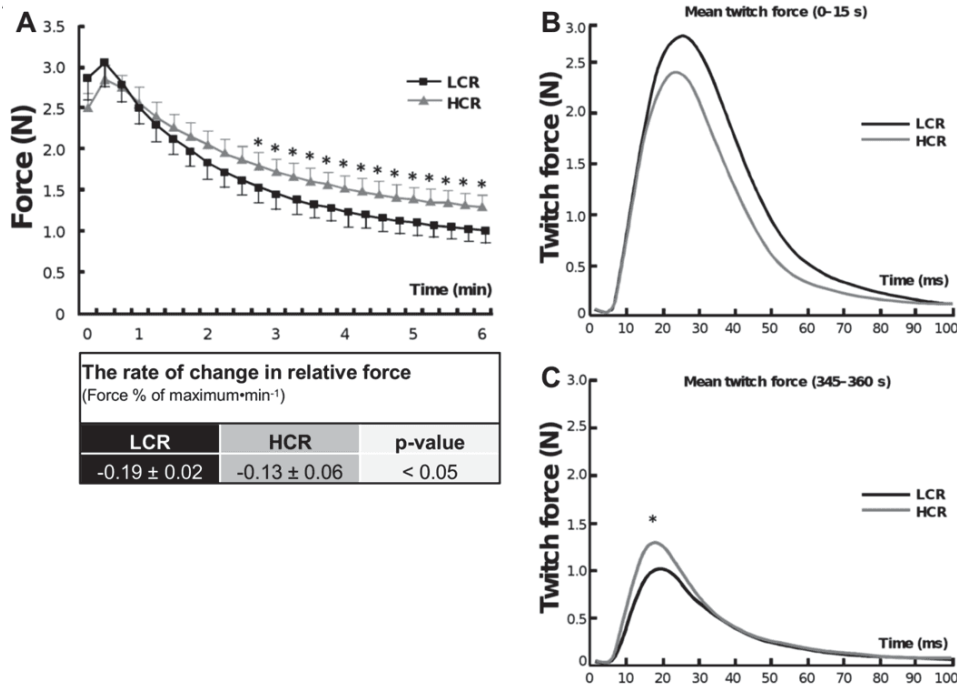 A
3.5
3.0
2.5
2.0
1.5
1.0
0.5
0
Force (N)
LCR
HCR
* * * * * * * * * * * * * *
Time (min)
0 1 2 3 4 5 6
The rate of change in relative force
(Force % of maximum•min-1)
LCR HCR p-value
-0.19 ± 0.02 -0.13 ± 0.06 < 0.05
B
Mean twitch force (0–15 s)
3.0
2.5
2.0
1.5
1.0
0.5
0
Twitch force (N)
LCR
HCR
Time (ms)
0 10 20 30 40 50 60 70 80 90 100
C
Mean twitch force (345–360 s)
3.0
2.5
2.0
1.5
1.0
0.5
0
Twitch force (N)
LCR
HCR
*
Time (ms)
0 10 20 30 40 50 60 70 80 90 100